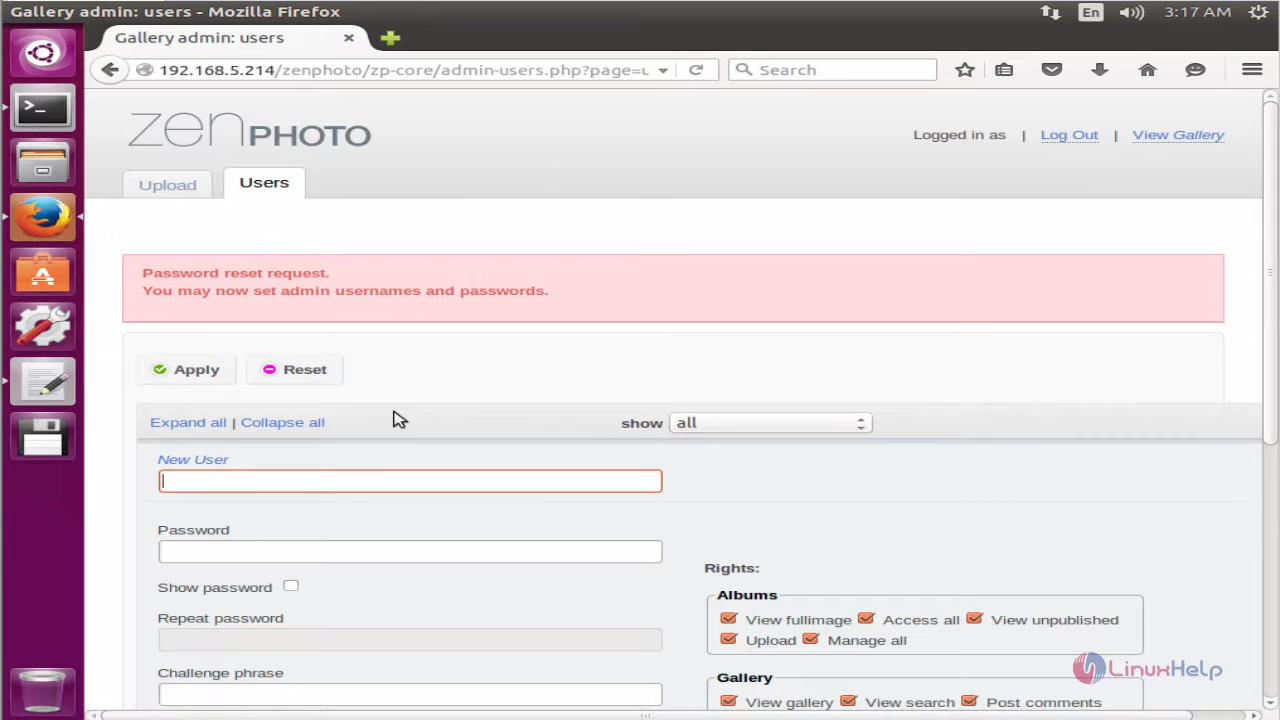 Gallery admin: users - Mozilla Firefox
En
3:17 AM
Gallery admin: users
192.168.5.214/zenphoto/zp-core/admin-users.php?page=u
Search
zenPHOTO
Logged in as | Log Out | View Gallery
Upload
Users
Password reset request.
You may now set admin usernames and passwords.
Apply
Reset
Expand all | Collapse all
show
all
New User
Password
Show password
Repeat password
Challenge phrase
Rights:
Albums
View fullimage Access all View unpublished
Upload Manage all
Gallery
View gallery View search Post comments
LinuxHelp